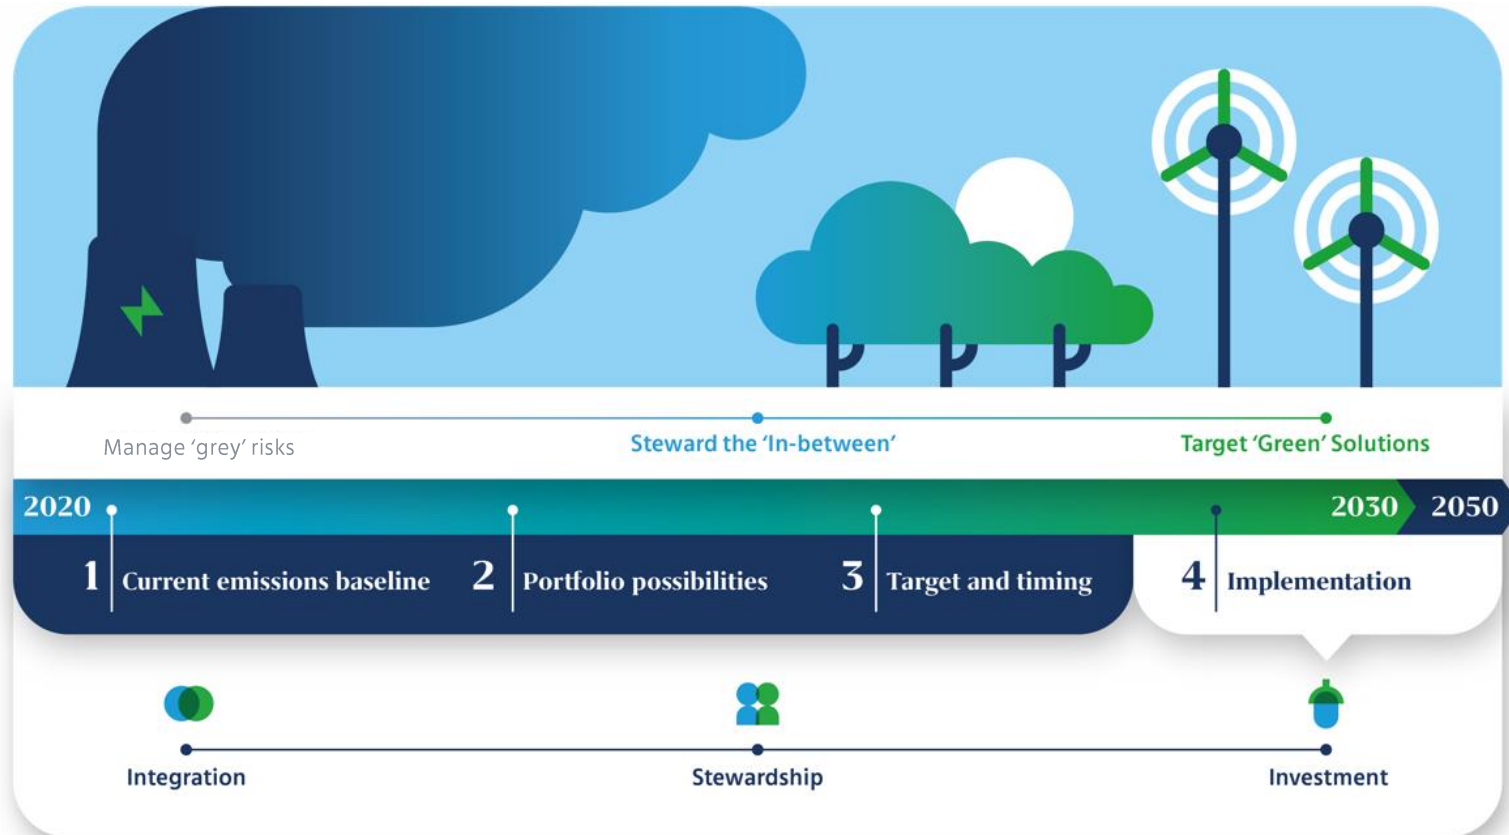 Manage ‘grey’ risks
Steward the ‘In-between’
Target ‘Green’ Solutions
2020
2030
2050
1 Current emissions baseline
2 Portfolio possibilities
3 Target and timing
4 Implementation
Integration
Stewardship
Investment